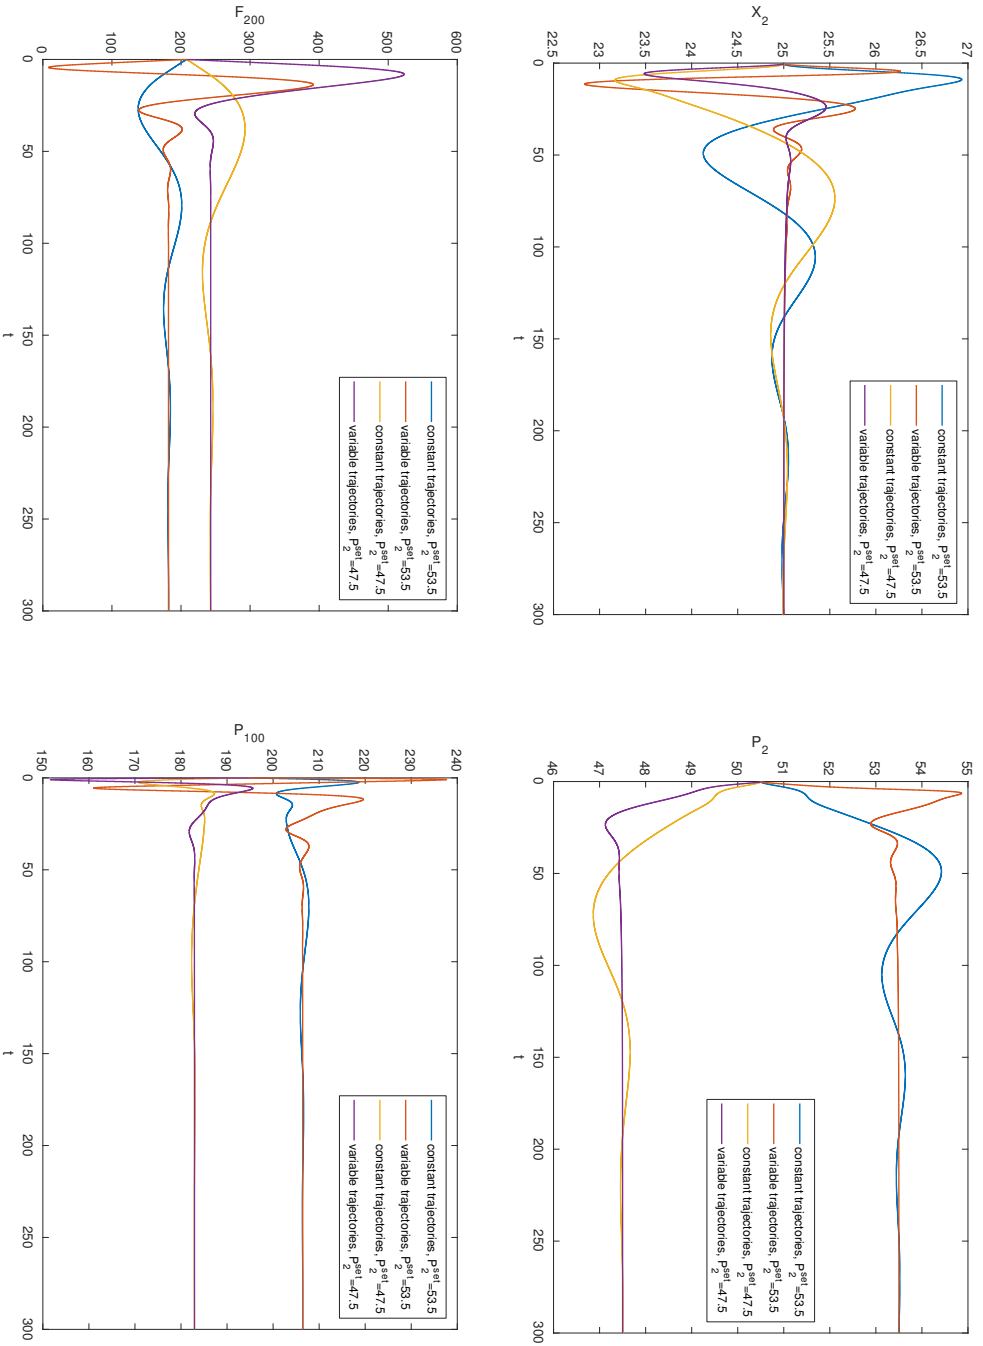 X2
27
26.5
26
25.5
25
24.5
24
23.5
23
22.5
constant trajectories, P2set=53.5
variable trajectories, P2set=53.5
constant trajectories, P2set=47.5
variable trajectories, P2set=47.5
0 50 100 150 200 250 300
t
P2
55
54
53
52
51
50
49
48
47
46
constant trajectories, P2set=53.5
variable trajectories, P2set=53.5
constant trajectories, P2set=47.5
variable trajectories, P2set=47.5
0 50 100 150 200 250 300
t
F200
600
500
400
300
200
100
0
constant trajectories, P2set=53.5
variable trajectories, P2set=53.5
constant trajectories, P2set=47.5
variable trajectories, P2set=47.5
0 50 100 150 200 250 300
t
P100
240
230
220
210
200
190
180
170
160
150
constant trajectories, P2set=53.5
variable trajectories, P2set=53.5
constant trajectories, P2set=47.5
variable trajectories, P2set=47.5
0 50 100 150 200 250 300
t